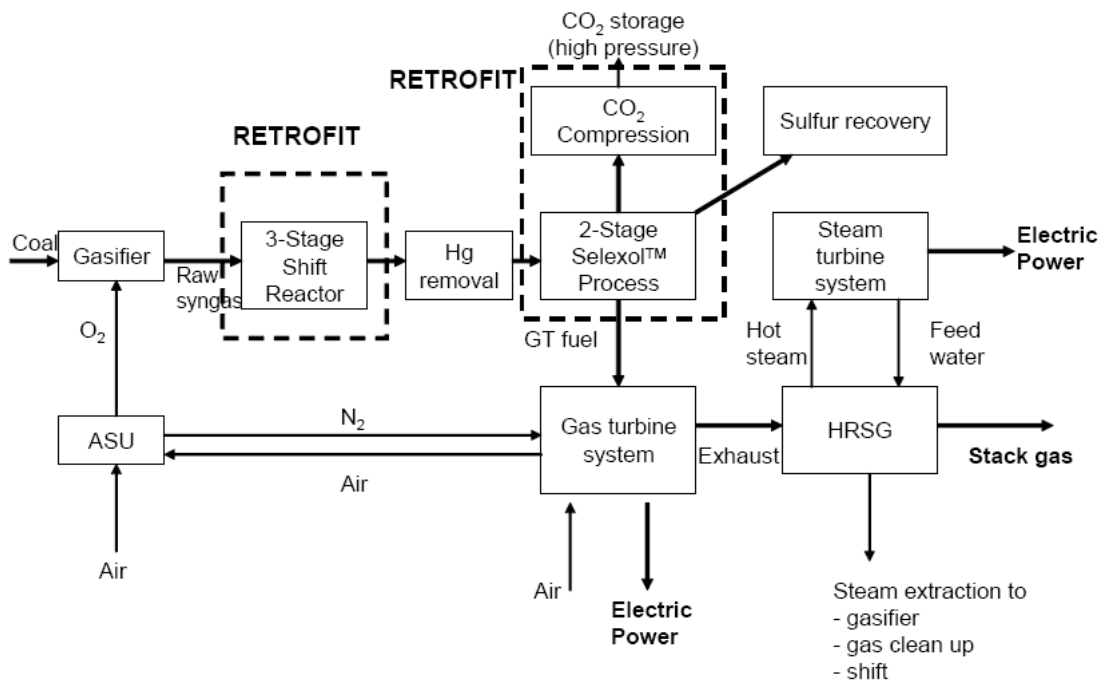 CO₂ storage
(high pressure)
RETROFIT
RETROFIT
CO₂
Compression
Sulfur recovery
Coal
Gasifier
Raw
syngas
3-Stage
Shift
Reactor
Hg
removal
2-Stage
Selexol™
Process
Steam
turbine
system
Electric
Power
O₂
GT fuel
Hot
steam
Feed
water
ASU
N₂
Air
Gas turbine
system
Exhaust
HRSG
Stack gas
Air
Air
Electric
Power
Steam extraction to
- gasifier
- gas clean up
- shift